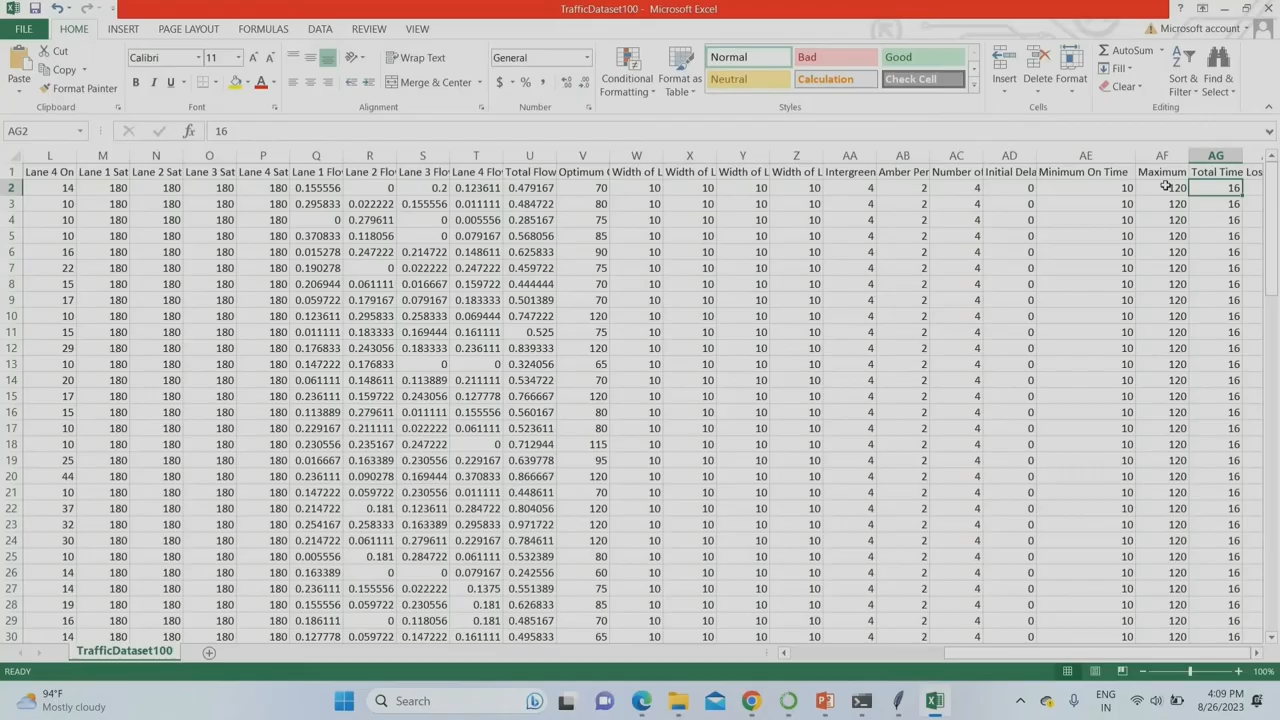 TrafficDataset100 - Microsoft Excel
FILE HOME INSERT PAGE LAYOUT FORMULAS DATA REVIEW VIEW Microsoft account
Cut Calibri 11 Wrap Text General Normal Bad Good AutoSum
Paste Copy Conditional Format as Insert Delete Format Fill Sort & Find &
Format Painter Merge & Center Formatting Table Neutral Calculation Check Cell Clear Filter Select
Clipboard Font Alignment Number Styles Cells Editing
AG2 fx 16
L M N O P Q R S T U V W X Y Z AA AB AC AD AE AF AG
1 Lane 4 On Lane 1 Sat Lane 2 Sat Lane 3 Sat Lane 4 Sat Lane 1 Flo Lane 2 Flo Lane 3 Flo Lane 4 Flo Total Flow Optimum Width of L Width of L Width of L Width of L Intergreen Amber Per Number of Initial Dela Minimum On Time Maximum Total Time Los
2 14 180 180 180 180 0.155556 0 0.2 0.123611 0.479167 70 10 10 10 10 4 2 4 0 10 120 16
3 10 180 180 180 180 0.295833 0.022222 0.155556 0.011111 0.484722 80 10 10 10 10 4 2 4 0 10 120 16
4 10 180 180 180 180 0 0.279611 0 0.005556 0.285167 75 10 10 10 10 4 2 4 0 10 120 16
5 10 180 180 180 180 0.370833 0.118056 0 0.079167 0.568056 85 10 10 10 10 4 2 4 0 10 120 16
6 16 180 180 180 180 0.015278 0.247222 0.214722 0.148611 0.625833 90 10 10 10 10 4 2 4 0 10 120 16
7 22 180 180 180 180 0.190278 0 0.022222 0.247222 0.459722 75 10 10 10 10 4 2 4 0 10 120 16
8 15 180 180 180 180 0.206944 0.061111 0.016667 0.159722 0.444444 70 10 10 10 10 4 2 4 0 10 120 16
9 17 180 180 180 180 0.059722 0.179167 0.079167 0.183333 0.501389 80 10 10 10 10 4 2 4 0 10 120 16
10 10 180 180 180 180 0.123611 0.295833 0.258333 0.069444 0.747222 120 10 10 10 10 4 2 4 0 10 120 16
11 15 180 180 180 180 0.011111 0.183333 0.169444 0.161111 0.525 75 10 10 10 10 4 2 4 0 10 120 16
12 29 180 180 180 180 0.176833 0.243056 0.183333 0.236111 0.839333 120 10 10 10 10 4 2 4 0 10 120 16
13 10 180 180 180 180 0.147222 0.176833 0 0 0.324056 65 10 10 10 10 4 2 4 0 10 120 16
14 20 180 180 180 180 0.061111 0.148611 0.113889 0.211111 0.534722 70 10 10 10 10 4 2 4 0 10 120 16
15 17 180 180 180 180 0.236111 0.159722 0.243056 0.127778 0.766667 120 10 10 10 10 4 2 4 0 10 120 16
16 15 180 180 180 180 0.113889 0.279611 0.011111 0.155556 0.560167 80 10 10 10 10 4 2 4 0 10 120 16
17 10 180 180 180 180 0.229167 0.211111 0.022222 0.061111 0.523611 80 10 10 10 10 4 2 4 0 10 120 16
18 10 180 180 180 180 0.230556 0.235167 0.247222 0 0.712944 115 10 10 10 10 4 2 4 0 10 120 16
19 25 180 180 180 180 0.016667 0.163389 0.230556 0.229167 0.639778 95 10 10 10 10 4 2 4 0 10 120 16
20 44 180 180 180 180 0.236111 0.090278 0.169444 0.370833 0.866667 120 10 10 10 10 4 2 4 0 10 120 16
21 10 180 180 180 180 0.147222 0.059722 0.230556 0.011111 0.448611 70 10 10 10 10 4 2 4 0 10 120 16
22 37 180 180 180 180 0.214722 0.181 0.123611 0.284722 0.804056 120 10 10 10 10 4 2 4 0 10 120 16
23 32 180 180 180 180 0.254167 0.258333 0.163389 0.295833 0.971722 120 10 10 10 10 4 2 4 0 10 120 16
24 30 180 180 180 180 0.214722 0.061111 0.279611 0.229167 0.784611 120 10 10 10 10 4 2 4 0 10 120 16
25 10 180 180 180 180 0.005556 0.181 0.284722 0.061111 0.532389 80 10 10 10 10 4 2 4 0 10 120 16
26 14 180 180 180 180 0.163389 0 0 0.079167 0.242556 60 10 10 10 10 4 2 4 0 10 120 16
27 14 180 180 180 180 0.236111 0.155556 0.022222 0.1375 0.551389 75 10 10 10 10 4 2 4 0 10 120 16
28 19 180 180 180 180 0.155556 0.059722 0.230556 0.181 0.626833 85 10 10 10 10 4 2 4 0 10 120 16
29 16 180 180 180 180 0.186111 0 0.118056 0.181 0.485167 70 10 10 10 10 4 2 4 0 10 120 16
30 14 180 180 180 180 0.127778 0.059722 0.147222 0.161111 0.495833 65 10 10 10 10 4 2 4 0 10 120 16
TrafficDataset100
READY 100%
94°F
Mostly cloudy
Search
ENG
IN
4:09 PM
8/26/2023